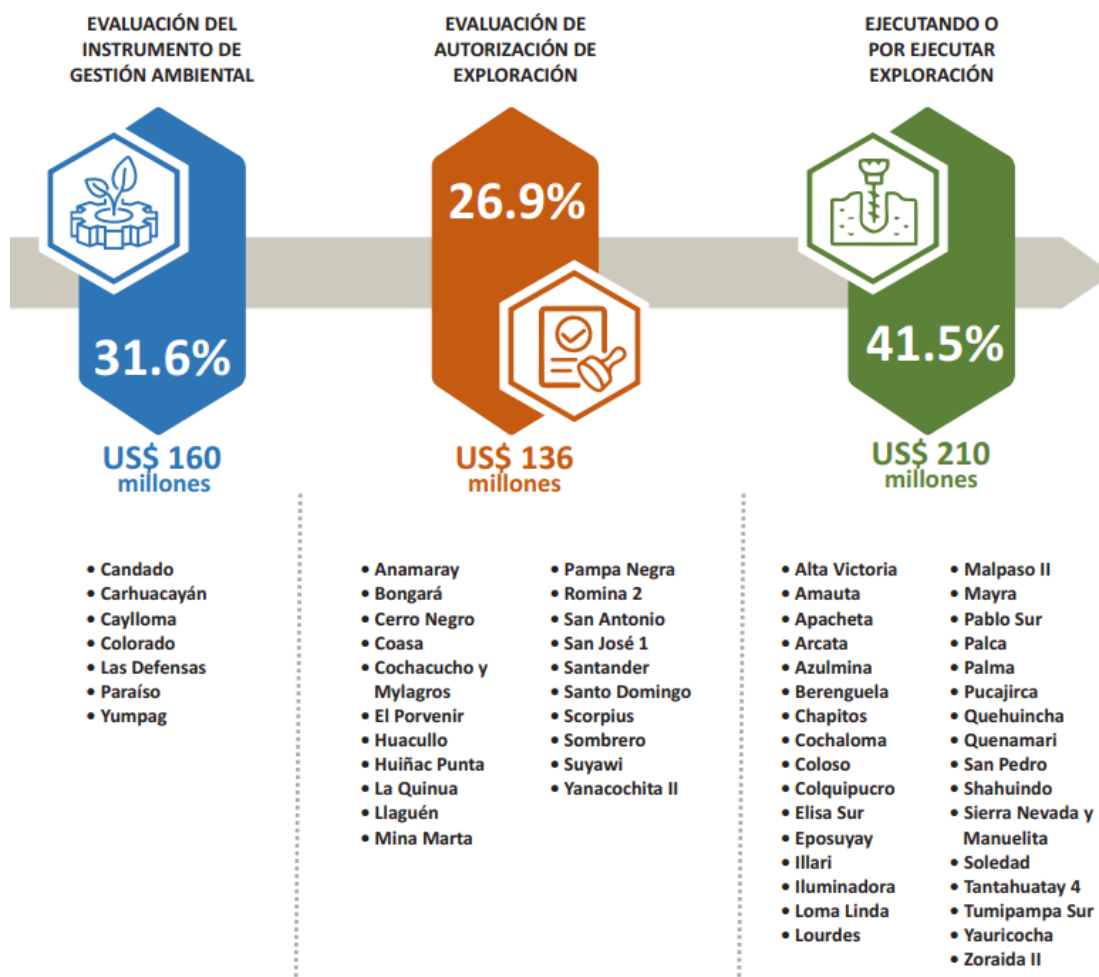 EVALUACIÓN DEL
INSTRUMENTO DE
GESTIÓN AMBIENTAL
31.6%
US$ 160
millones
• Candado
• Carhuacayán
• Caylloma
• Colorado
• Las Defensas
• Paraíso
• Yumpag
EVALUACIÓN DE
AUTORIZACIÓN DE
EXPLORACIÓN
26.9%
US$ 136
millones
• Anamaray
• Bongará
• Cerro Negro
• Coasa
• Cochacucho y
Mylagros
• El Porvenir
• Huacullo
• Huiñac Punta
• La Quinua
• Llaguén
• Mina Marta
• Pampa Negra
• Romina 2
• San Antonio
• San José 1
• Santander
• Santo Domingo
• Scorpius
• Sombrero
• Suyawi
• Yanacochita II
EJECUTANDO O
POR EJECUTAR
EXPLORACIÓN
41.5%
US$ 210
millones
• Alta Victoria
• Amauta
• Apacheta
• Arcata
• Azulmina
• Berenguela
• Chapitos
• Cochaloma
• Coloso
• Colquipucro
• Elisa Sur
• Eposuyay
• Illari
• Iluminadora
• Loma Linda
• Lourdes
• Malpaso II
• Mayra
• Pablo Sur
• Palca
• Palma
• Pucajirca
• Quehuincha
• Quenamari
• San Pedro
• Shahuindo
• Sierra Nevada y
Manuelita
• Soledad
• Tantahuatay 4
• Tumipampa Sur
• Yauricocha
• Zoraida II